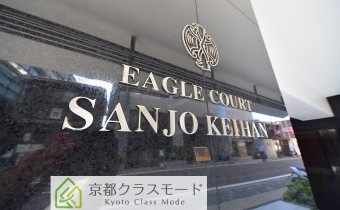 EAGLE COURT
SANJO KEIHAN
京都クラスモード
Kyoto Class Mode